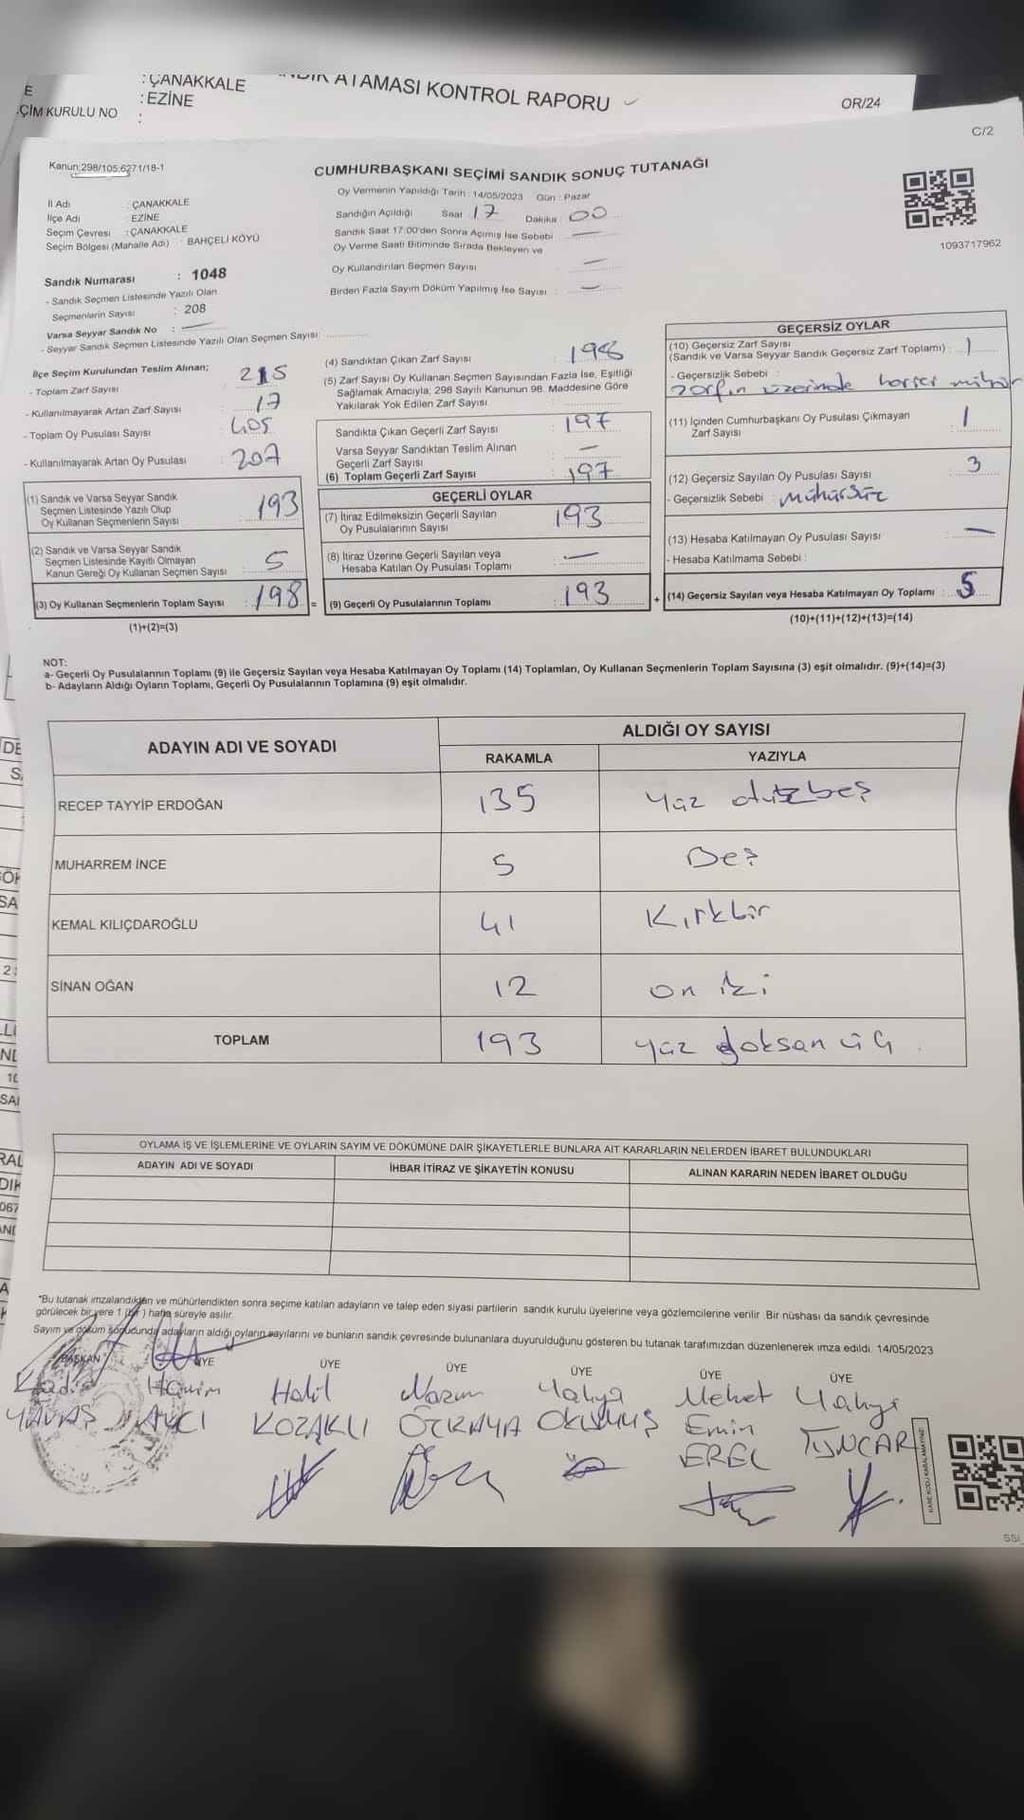 : ÇANAKKALE
ATAMASI KONTROL RAPORU
OR/24
: EZİNE
ÇİM KURULU NO :
C/2
Kanun:298/105,6271/18-1
CUMHURBAŞKANI SEÇİMİ SANDIK SONUÇ TUTANAĞI
Oy Vermenin Yapıldığı Tarih : 14/05/2023 Gün : Pazar
İl Adı : ÇANAKKALE
İlçe Adı : EZİNE
Seçim Çevresi : ÇANAKKALE
Seçim Bölgesi (Mahalle Adı) : BAHÇELİ KÖYÜ
Sandığın Açıldığı Saat 17 Dakika : 00
Sandık Saat 17:00'den Sonra Açılmış İse Sebebi —
Oy Verme Saati Bitiminde Sırada Bekleyen ve
Oy Kullandırılan Seçmen Sayısı —
Birden Fazla Sayım Döküm Yapılmış İse Sayısı : —
1093717962
Sandık Numarası : 1048
- Sandık Seçmen Listesinde Yazılı Olan
Seçmenlerin Sayısı : 208
Varsa Seyyar Sandık No : —
- Seyyar Sandık Seçmen Listesinde Yazılı Olan Seçmen Sayısı :
İlçe Seçim Kurulundan Teslim Alınan;
- Toplam Zarf Sayısı : 215
- Kullanılmayarak Artan Zarf Sayısı : 17
- Toplam Oy Pusulası Sayısı : 405
- Kullanılmayarak Artan Oy Pusulası : 207
(1) Sandık ve Varsa Seyyar Sandık
Seçmen Listesinde Yazılı Olup
Oy Kullanan Seçmenlerin Sayısı : 193
(2) Sandık ve Varsa Seyyar Sandık
Seçmen Listesinde Kayıtlı Olmayan
Kanun Gereği Oy Kullanan Seçmen Sayısı : 5
(3) Oy Kullanan Seçmenlerin Toplam Sayısı : 198 =
(1)+(2)=(3)
(4) Sandıktan Çıkan Zarf Sayısı : 198
(5) Zarf Sayısı Oy Kullanan Seçmen Sayısından Fazla İse, Eşitliği
Sağlamak Amacıyla; 298 Sayılı Kanunun 98. Maddesine Göre
Yakılarak Yok Edilen Zarf Sayısı :
Sandıkta Çıkan Geçerli Zarf Sayısı : 197
Varsa Seyyar Sandıktan Teslim Alınan
Geçerli Zarf Sayısı : —
(6) Toplam Geçerli Zarf Sayısı : 197
GEÇERLİ OYLAR
(7) İtiraz Edilmeksizin Geçerli Sayılan
Oy Pusulalarının Sayısı : 193
(8) İtiraz Üzerine Geçerli Sayılan veya
Hesaba Katılan Oy Pusulası Toplamı : —
(9) Geçerli Oy Pusulalarının Toplamı : 193 +
GEÇERSİZ OYLAR
(10) Geçersiz Zarf Sayısı
(Sandık ve Varsa Seyyar Sandık Geçersiz Zarf Toplamı) : 1
- Geçersizlik Sebebi :
zarfın üzerinde harici mühür
(11) İçinden Cumhurbaşkanı Oy Pusulası Çıkmayan
Zarf Sayısı : 1
(12) Geçersiz Sayılan Oy Pusulası Sayısı : 3
- Geçersizlik Sebebi : Mühürsüz
(13) Hesaba Katılmayan Oy Pusulası Sayısı : —
- Hesaba Katılmama Sebebi :
(14) Geçersiz Sayılan veya Hesaba Katılmayan Oy Toplamı : 5
(10)+(11)+(12)+(13)=(14)
NOT:
a- Geçerli Oy Pusulalarının Toplamı (9) ile Geçersiz Sayılan veya Hesaba Katılmayan Oy Toplamı (14) Toplamları, Oy Kullanan Seçmenlerin Toplam Sayısına (3) eşit olmalıdır. (9)+(14)=(3)
b- Adayların Aldığı Oyların Toplamı, Geçerli Oy Pusulalarının Toplamına (9) eşit olmalıdır.
ADAYIN ADI VE SOYADI
ALDIĞI OY SAYISI
RAKAMLA YAZIYLA
RECEP TAYYİP ERDOĞAN 135 yüz otuzbeş
MUHARREM İNCE 5 Beş
KEMAL KILIÇDAROĞLU 41 Kırkbir
SİNAN OĞAN 12 on iki
TOPLAM 193 yüz doksan üç
OYLAMA İŞ VE İŞLEMLERİNE VE OYLARIN SAYIM VE DÖKÜMÜNE DAİR ŞİKAYETLERLE BUNLARA AİT KARARLARIN NELERDEN İBARET BULUNDUKLARI
ADAYIN ADI VE SOYADI İHBAR İTİRAZ VE ŞİKAYETİN KONUSU ALINAN KARARIN NEDEN İBARET OLDUĞU
*Bu tutanak imzalandıktan ve mühürlendikten sonra seçime katılan adayların ve talep eden siyasi partilerin sandık kurulu üyelerine veya gözlemcilerine verilir. Bir nüshası da sandık çevresinde
görülecek bir yere 1 (bir) hafta süreyle asılır.
Sayım ve döküm sonucunda adayların aldığı oyların sayılarını ve bunların sandık çevresinde bulunanlara duyurulduğunu gösteren bu tutanak tarafımızdan düzenlenerek imza edildi. 14/05/2023
BAŞKAN ÜYE ÜYE ÜYE ÜYE ÜYE ÜYE
Halil Nazım Yahya Mehmet Yahya
YAVAŞ AVCI KOZAKLI ÖZKAYA OKUMUŞ Emin TUNCAR
EREL
KARE KODU KARALAMAYINIZ